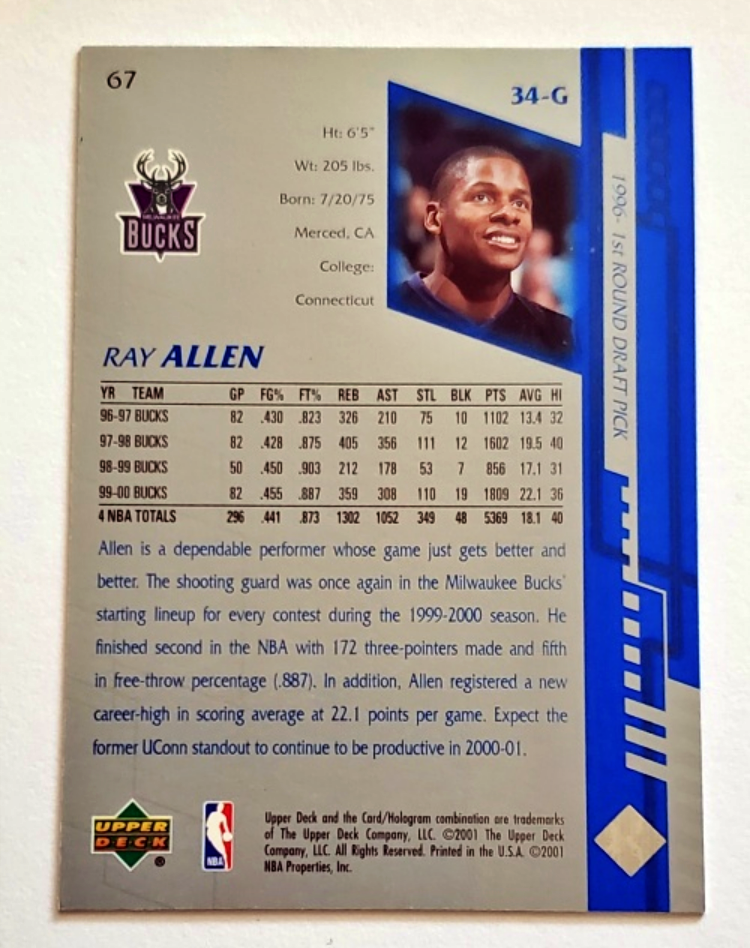 67
34-G
Ht: 6'5"
Wt: 205 lbs.
Born: 7/20/75
Merced, CA
College:
Connecticut
MILWAUKEE
BUCKS
1996- 1st ROUND DRAFT PICK
RAY ALLEN
YR TEAM GP FG% FT% REB AST STL BLK PTS AVG HI
96-97 BUCKS 82 .430 .823 326 210 75 10 1102 13.4 32
97-98 BUCKS 82 .428 .875 405 356 111 12 1602 19.5 40
98-99 BUCKS 50 .450 .903 212 178 53 7 856 17.1 31
99-00 BUCKS 82 .455 .887 359 308 110 19 1809 22.1 36
4 NBA TOTALS 296 .441 .873 1302 1052 349 48 5369 18.1 40
Allen is a dependable performer whose game just gets better and
better. The shooting guard was once again in the Milwaukee Bucks'
starting lineup for every contest during the 1999-2000 season. He
finished second in the NBA with 172 three-pointers made and fifth
in free-throw percentage (.887). In addition, Allen registered a new
career-high in scoring average at 22.1 points per game. Expect the
former UConn standout to continue to be productive in 2000-01.
UPPER
DECK
®
NBA
Upper Deck and the Card/Hologram combination are trademarks
of The Upper Deck Company, LLC. ©2001 The Upper Deck
Company, LLC. All Rights Reserved. Printed in the U.S.A. ©2001
NBA Properties, Inc.